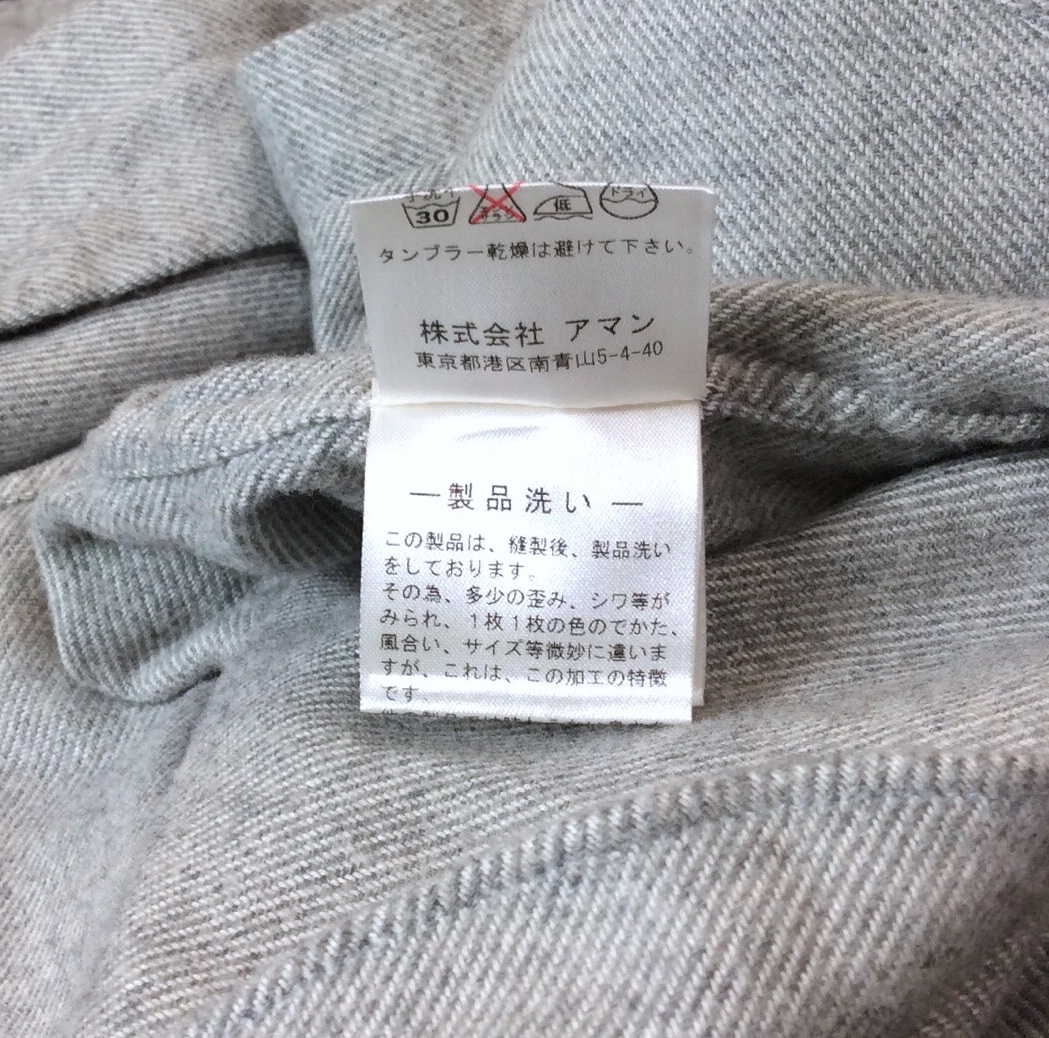 30 低 ドライ
タンブラー乾燥は避けて下さい。
株式会社 アマン
東京都港区南青山5-4-40
—製品洗い—
この製品は、縫製後、製品洗い
をしております。
その為、多少の歪み、シワ等が
みられ、1枚1枚の色のでかた、
風合い、サイズ等微妙に違いま
すが、これは、この加工の特徴
です。